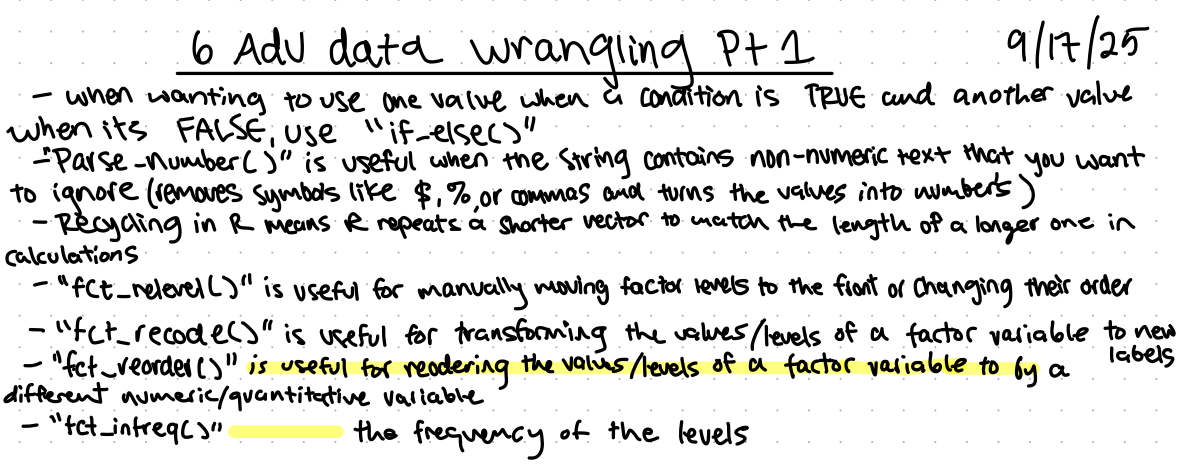 6 Adv data wrangling Pt 1 9/17/25
- when wanting to use one value when a condition is TRUE and another value
when its FALSE, use "if_else()"
- "Parse_number()" is useful when the string contains non-numeric text that you want
to ignore (removes symbols like $, %, or commas and turns the values into numbers)
- Recycling in R means R repeats a shorter vector to match the length of a longer one in
calculations
- "fct_relevel()" is useful for manually moving factor levels to the front or changing their order
- "fct_recode()" is useful for transforming the values/levels of a factor variable to new
labels
- "fct_reorder()" is useful for reodering the values/levels of a factor variable to by a
different numeric/quantitative variable
- "fct_infreq()" the frequency of the levels